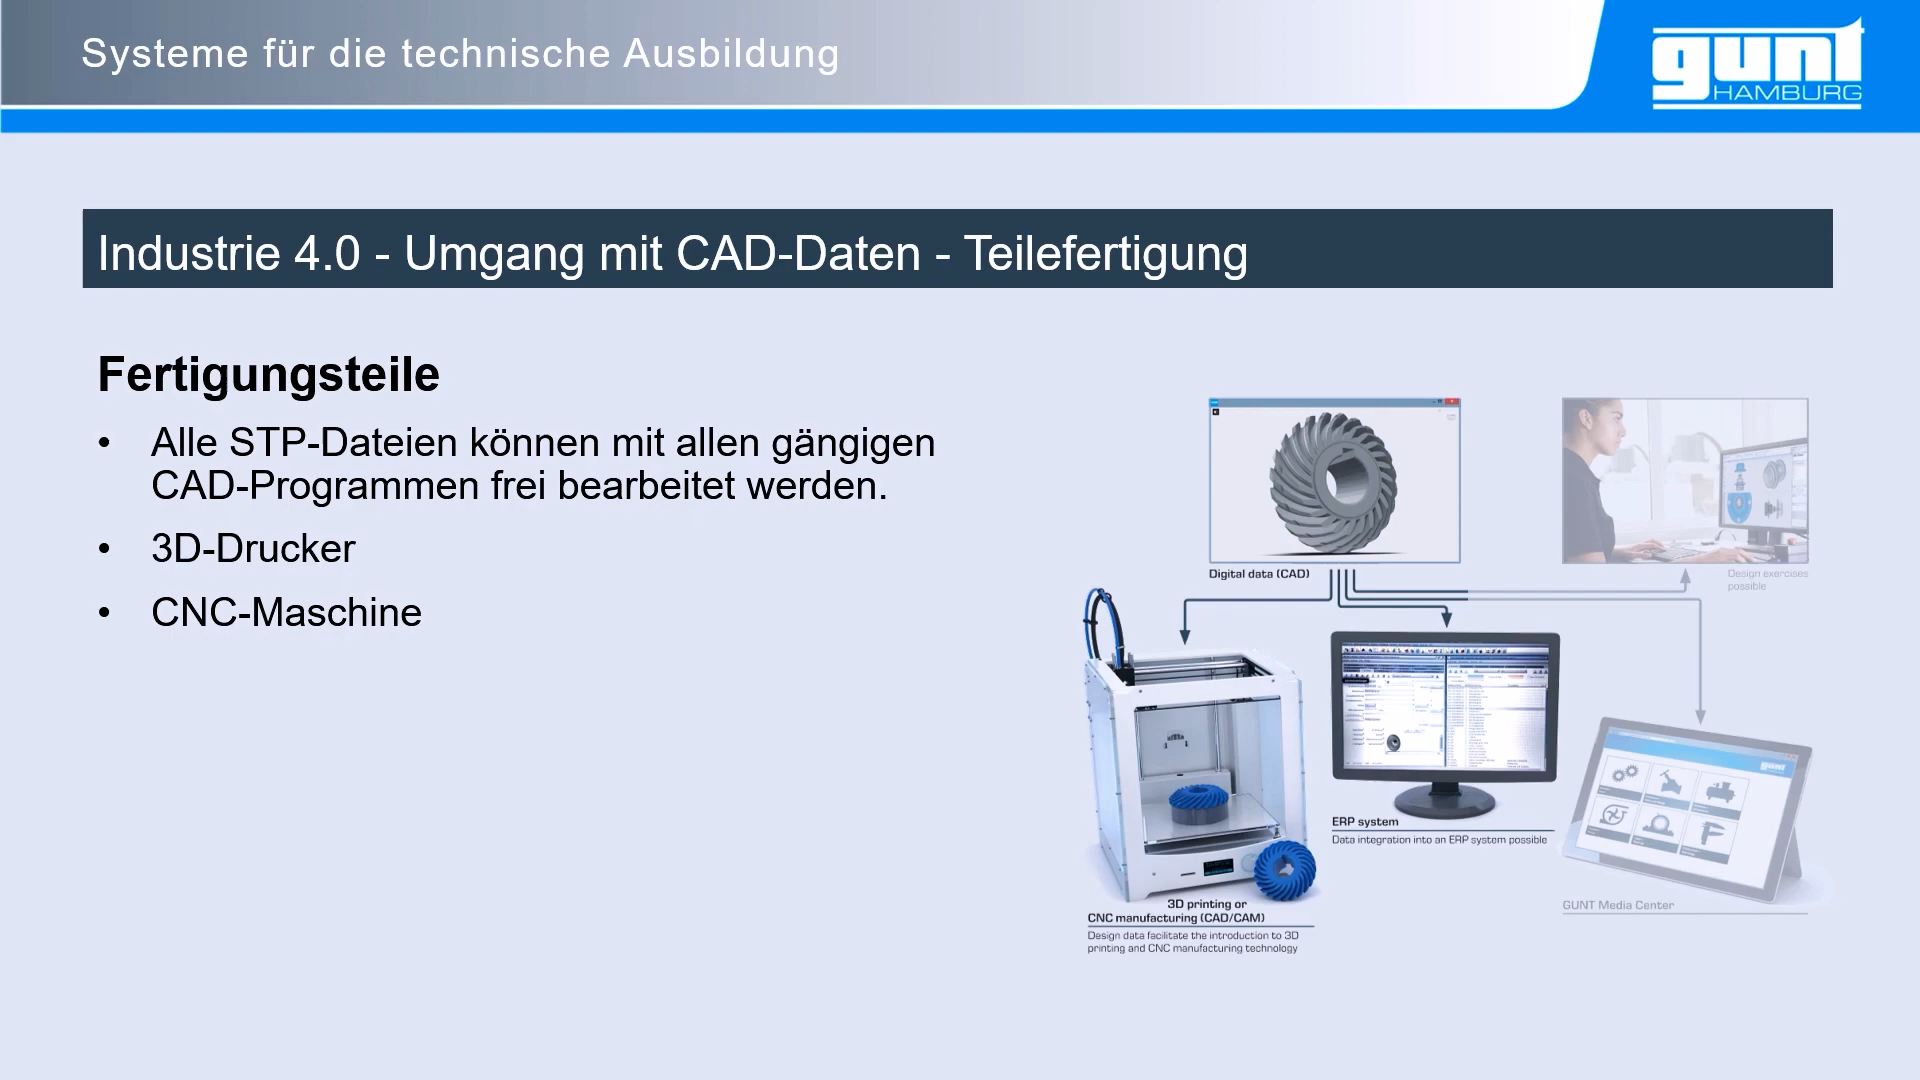 Systeme für die technische Ausbildung
gunt
HAMBURG
Industrie 4.0 - Umgang mit CAD-Daten - Teilefertigung
Fertigungsteile
• Alle STP-Dateien können mit allen gängigen
CAD-Programmen frei bearbeitet werden.
• 3D-Drucker
• CNC-Maschine
Digital data (CAD)
Design exercises
possible
ERP system
Data integration into an ERP system possible
gunt
GUNT Media Center
3D printing or
CNC manufacturing (CAD/CAM)
Design data facilitate the introduction to 3D
printing and CNC manufacturing technology